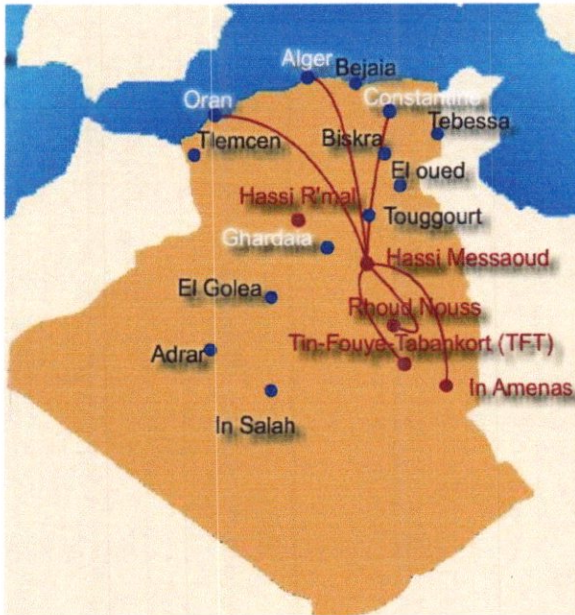 Alger
Bejaia
Oran
Constantine
Tebessa
Tlemcen
Biskra
El oued
Hassi R'mal
Touggourt
Ghardaia
Hassi Messaoud
El Golea
Rhoud Nouss
Tin-Fouye-Tabankort (TFT)
Adrar
In Amenas
In Salah